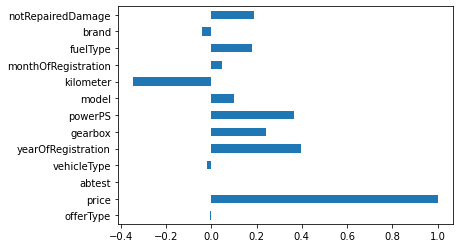 notRepairedDamage
brand
fuelType
monthOfRegistration
kilometer
model
powerPS
gearbox
yearOfRegistration
vehicleType
abtest
price
offerType
−0.4 −0.2 0.0 0.2 0.4 0.6 0.8 1.0